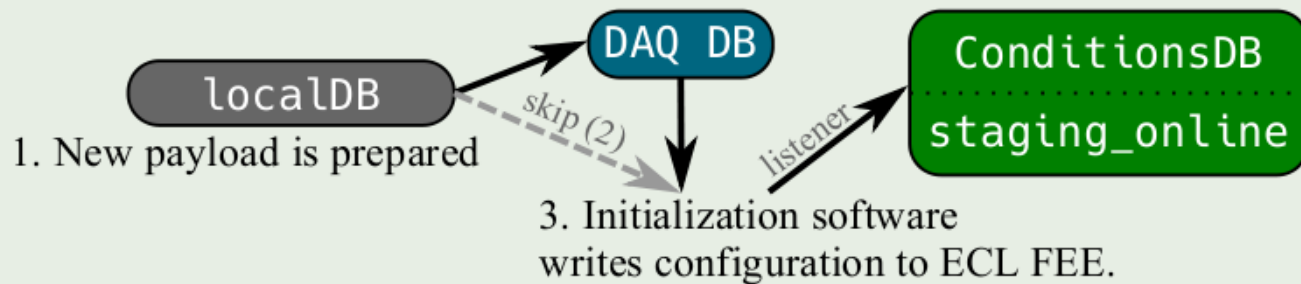 localDB
1. New payload is prepared
DAQ DB
skip (2)
3. Initialization software
writes configuration to ECL FEE.
listener
ConditionsDB
staging_online